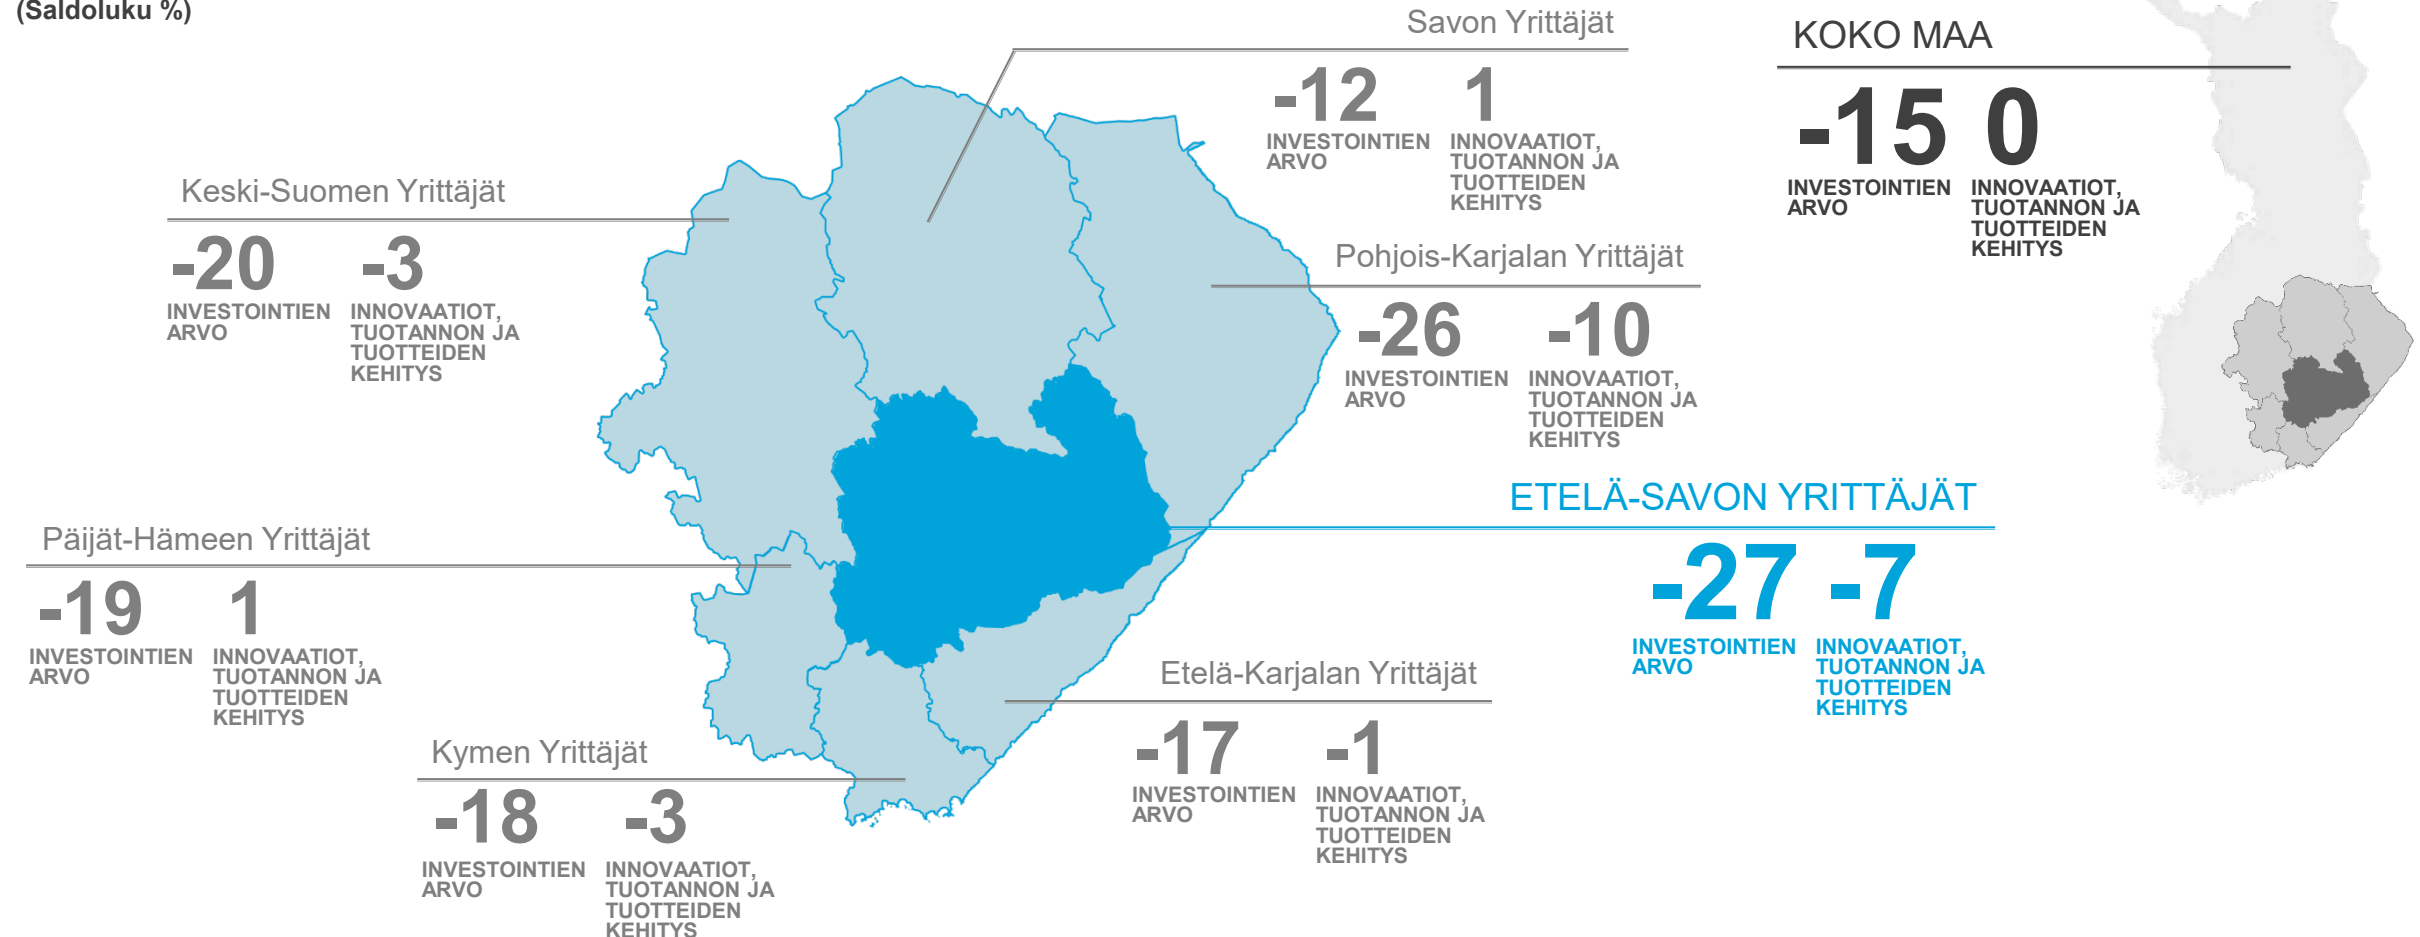 (Saldoluku %)
Savon Yrittäjät
-12 1
INVESTOINTIEN
ARVO
INNOVAATIOT,
TUOTANNON JA
TUOTTEIDEN
KEHITYS
KOKO MAA
-15 0
INVESTOINTIEN
ARVO
INNOVAATIOT,
TUOTANNON JA
TUOTTEIDEN
KEHITYS
Keski-Suomen Yrittäjät
-20 -3
INVESTOINTIEN
ARVO
INNOVAATIOT,
TUOTANNON JA
TUOTTEIDEN
KEHITYS
Pohjois-Karjalan Yrittäjät
-26 -10
INVESTOINTIEN
ARVO
INNOVAATIOT,
TUOTANNON JA
TUOTTEIDEN
KEHITYS
ETELÄ-SAVON YRITTÄJÄT
-27 -7
INVESTOINTIEN
ARVO
INNOVAATIOT,
TUOTANNON JA
TUOTTEIDEN
KEHITYS
Päijät-Hämeen Yrittäjät
-19 1
INVESTOINTIEN
ARVO
INNOVAATIOT,
TUOTANNON JA
TUOTTEIDEN
KEHITYS
Etelä-Karjalan Yrittäjät
-17 -1
INVESTOINTIEN
ARVO
INNOVAATIOT,
TUOTANNON JA
TUOTTEIDEN
KEHITYS
Kymen Yrittäjät
-18 -3
INVESTOINTIEN
ARVO
INNOVAATIOT,
TUOTANNON JA
TUOTTEIDEN
KEHITYS